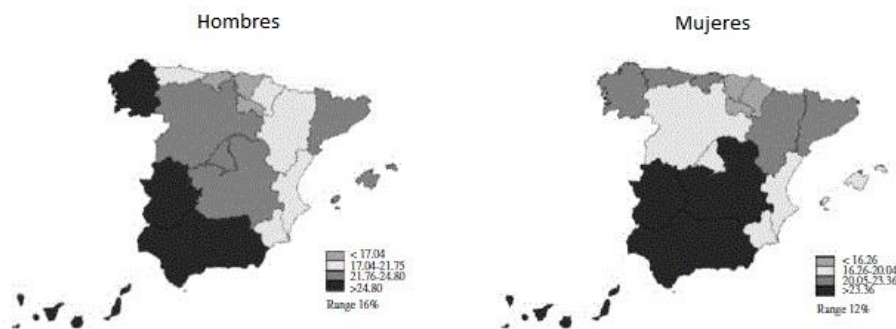 Hombres
Mujeres
< 17.04
17.04-21.75
21.76-24.80
>24.80
Range 16%
< 16.26
16.26-20.04
20.05-23.36
>23.36
Range 12%